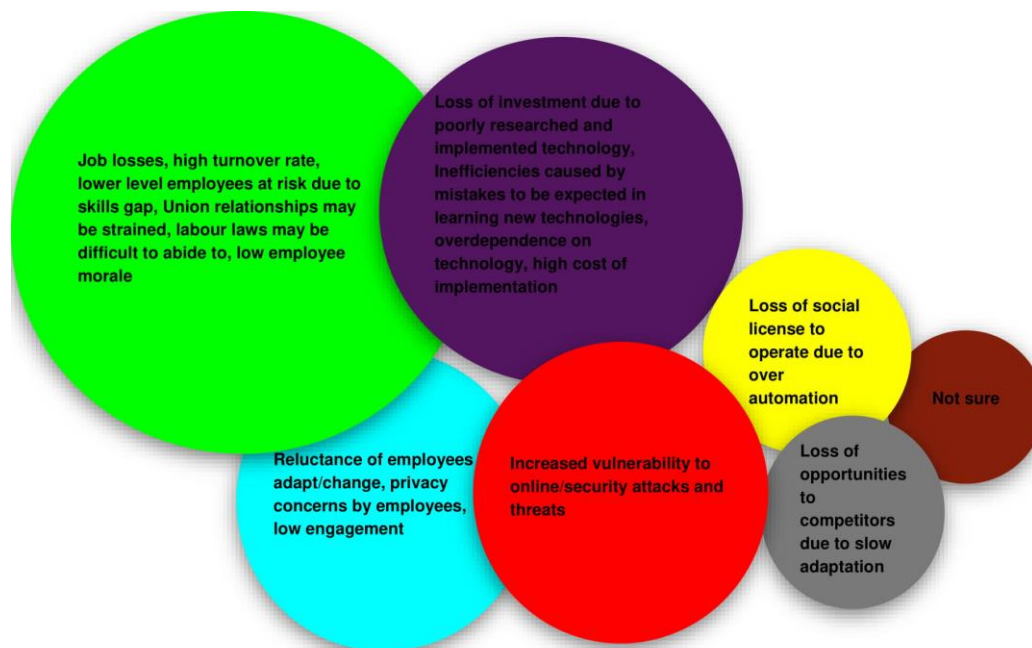 Job losses, high turnover rate,
lower level employees at risk due to
skills gap, Union relationships may
be strained, labour laws may be
difficult to abide to, low employee
morale
Loss of investment due to
poorly researched and
implemented technology,
Inefficiencies caused by
mistakes to be expected in
learning new technologies,
overdependence on
technology, high cost of
implementation
Loss of social
license to
operate due to
over
automation
Not sure
Reluctance of employees
adapt/change, privacy
concerns by employees,
low engagement
Increased vulnerability to
online/security attacks and
threats
Loss of
opportunities
to
competitors
due to slow
adaptation